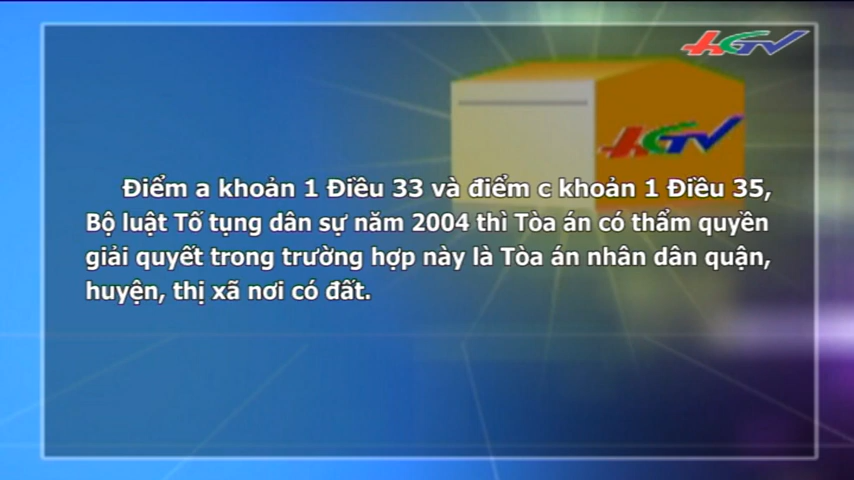 HGTV
HGTV
Điểm a khoản 1 Điều 33 và điểm c khoản 1 Điều 35,
Bộ luật Tố tụng dân sự năm 2004 thì Tòa án có thẩm quyền
giải quyết trong trường hợp này là Tòa án nhân dân quận,
huyện, thị xã nơi có đất.